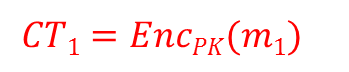 CT₁ = Enc_PK(m₁)